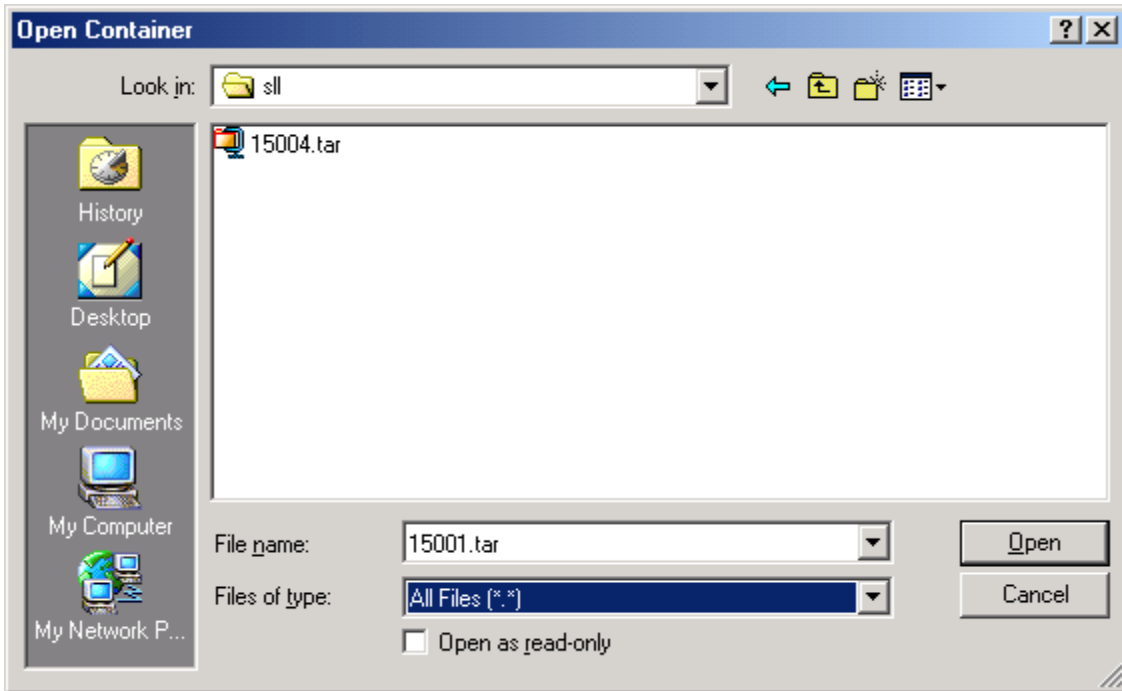 Open Container
Look in: sll
15004.tar
History
Desktop
My Documents
My Computer
My Network P...
File name: 15001.tar Open
Files of type: All Files (*.*) Cancel
Open as read-only